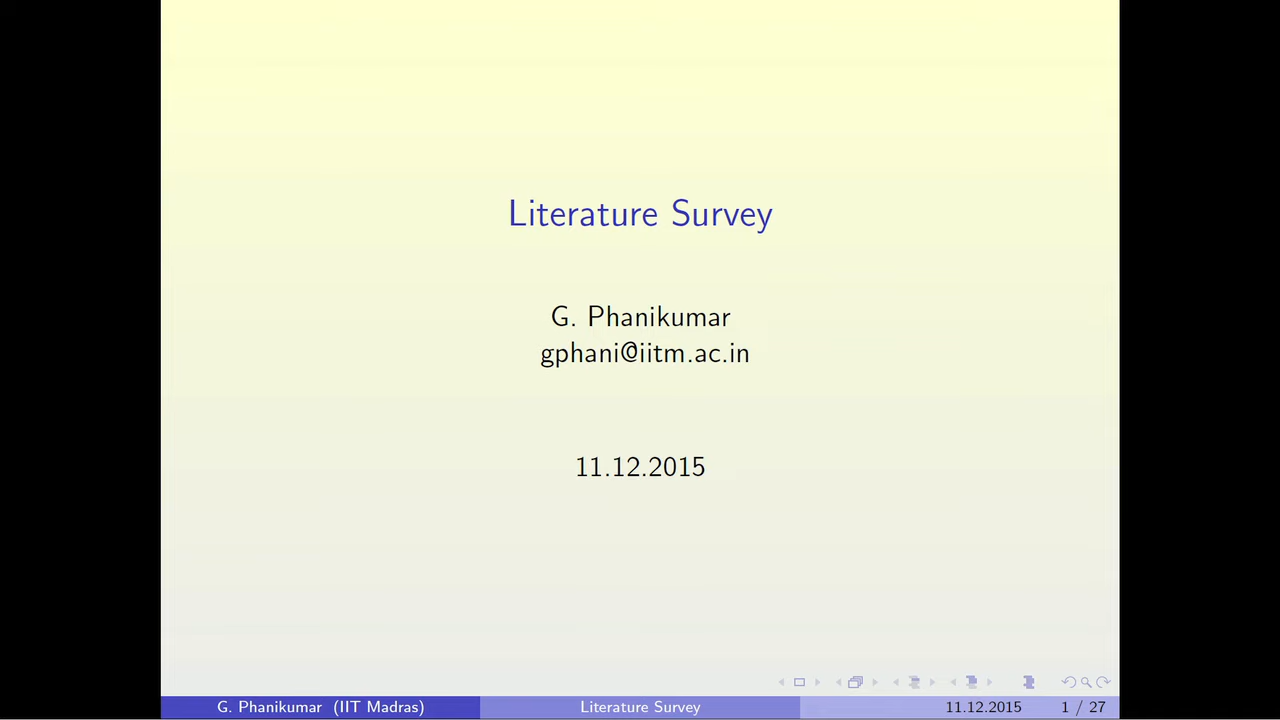 Literature Survey
G. Phanikumar
gphani@iitm.ac.in
11.12.2015
G. Phanikumar (IIT Madras)
Literature Survey
11.12.2015
1 / 27